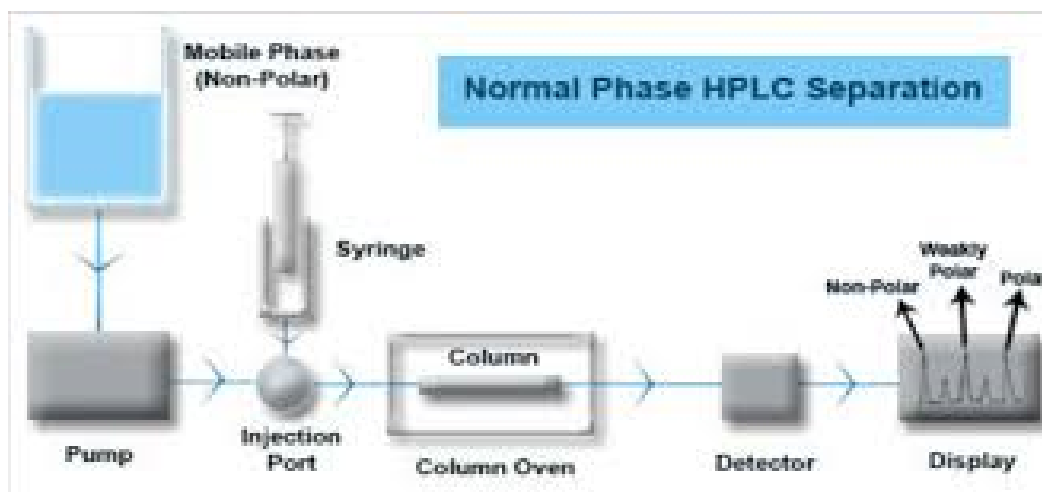 Mobile Phase
(Non-Polar)
Normal Phase HPLC Separation
Syringe
Weakly
Polar
Non-Polar
Pola
Column
Pump
Injection
Port
Column Oven
Detector
Display